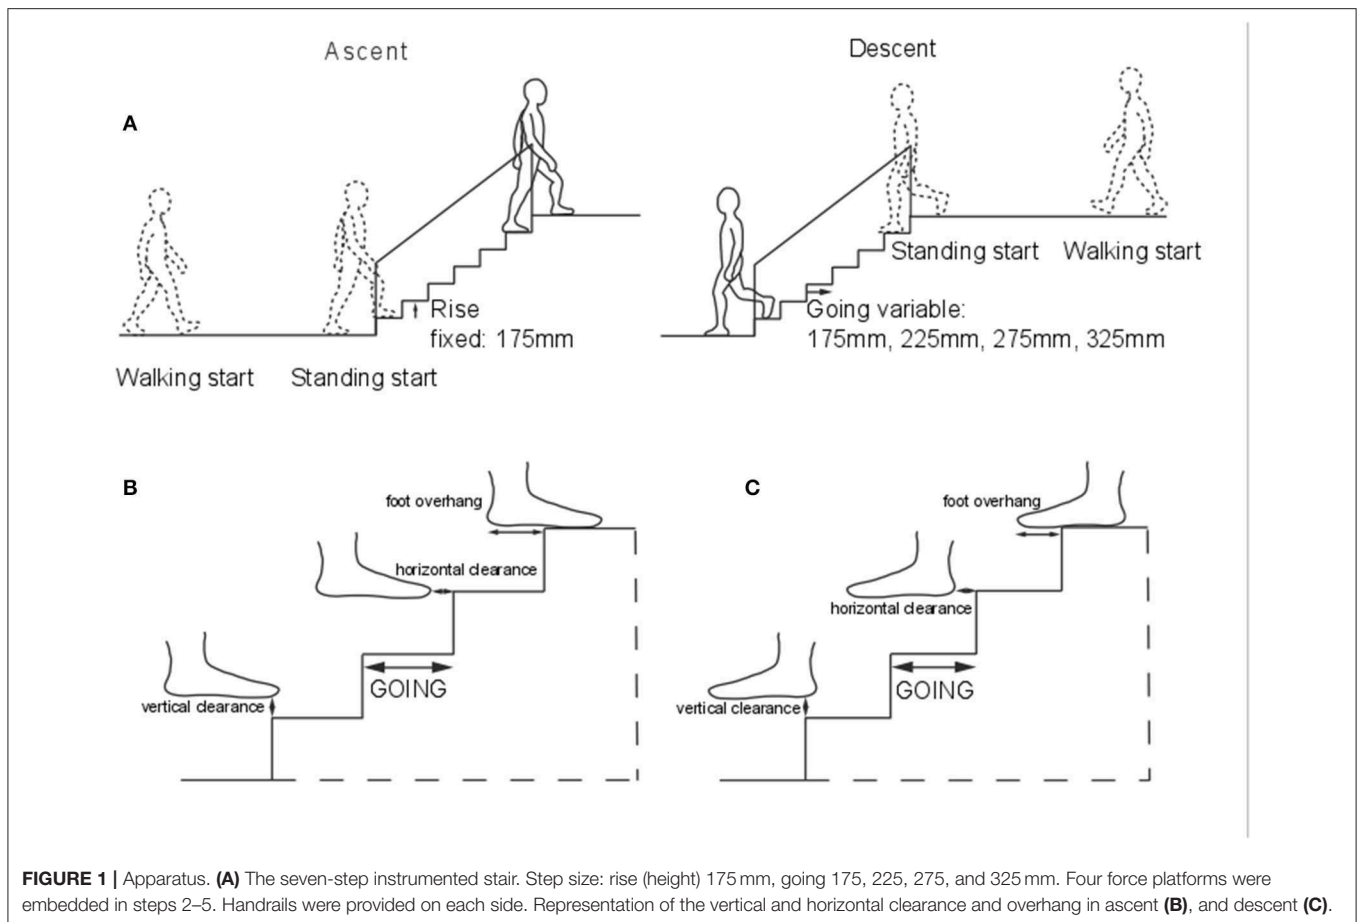 Ascent
Descent
A
Standing start Walking start
Rise
fixed: 175mm
Going variable:
175mm, 225mm, 275mm, 325mm
Walking start Standing start
B
foot overhang
horizontal clearance
GOING
vertical clearance
C
foot overhang
horizontal clearance
GOING
vertical clearance
FIGURE 1 | Apparatus. (A) The seven-step instrumented stair. Step size: rise (height) 175 mm, going 175, 225, 275, and 325 mm. Four force platforms were
embedded in steps 2–5. Handrails were provided on each side. Representation of the vertical and horizontal clearance and overhang in ascent (B), and descent (C).